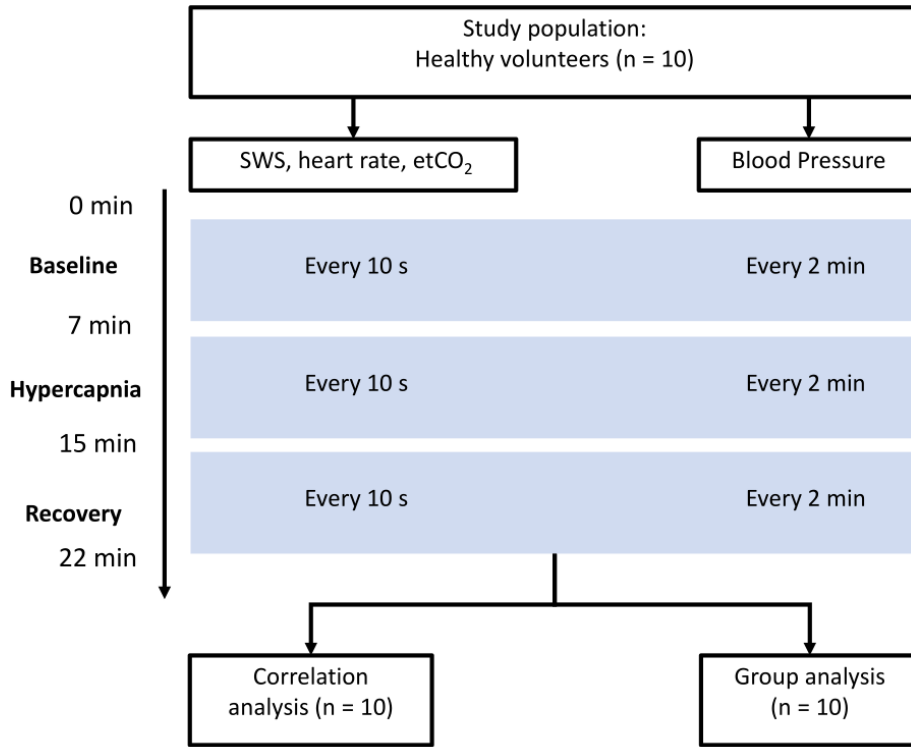 Study population:
Healthy volunteers (n = 10)
SWS, heart rate, etCO₂
Blood Pressure
0 min
Baseline
Every 10 s
Every 2 min
7 min
Hypercapnia
Every 10 s
Every 2 min
15 min
Recovery
Every 10 s
Every 2 min
22 min
Correlation
analysis (n = 10)
Group analysis
(n = 10)